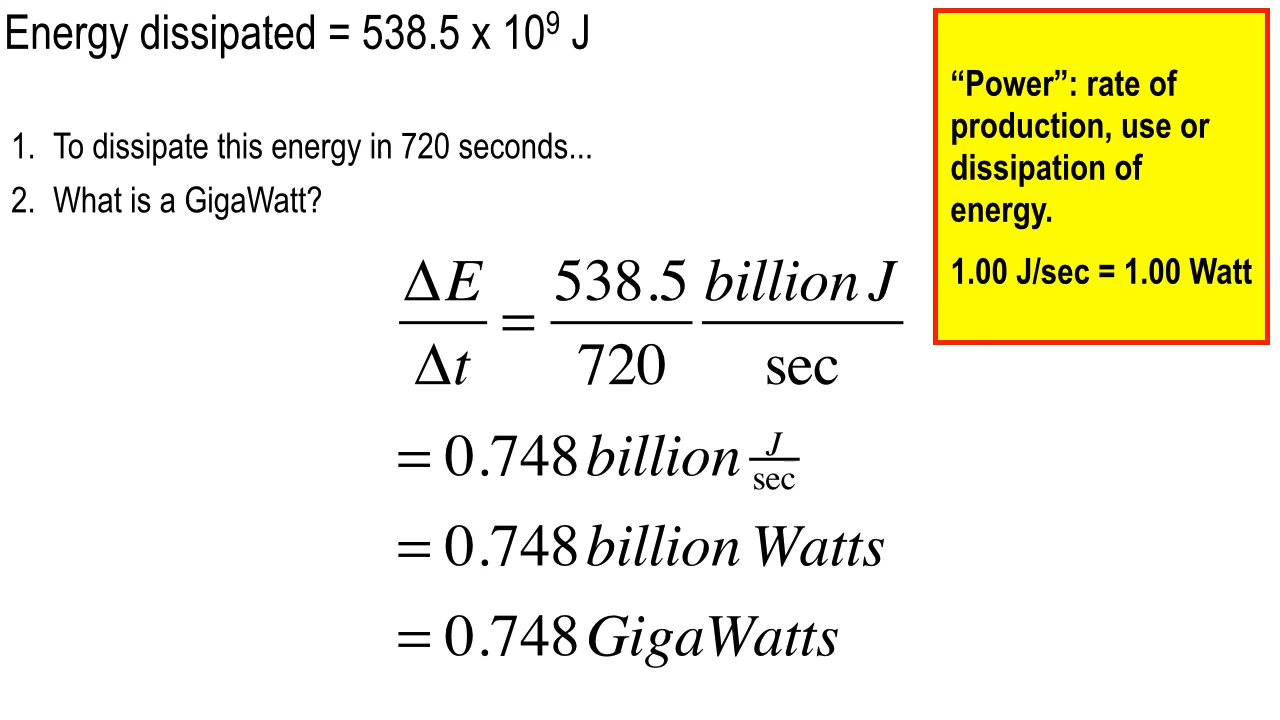 Energy dissipated = 538.5 x 10⁹ J
1. To dissipate this energy in 720 seconds...
2. What is a GigaWatt?
“Power”: rate of
production, use or
dissipation of
energy.
1.00 J/sec = 1.00 Watt
ΔE/Δt = 538.5/720 billion J/sec
= 0.748 billion J/sec
= 0.748 billion Watts
= 0.748 GigaWatts